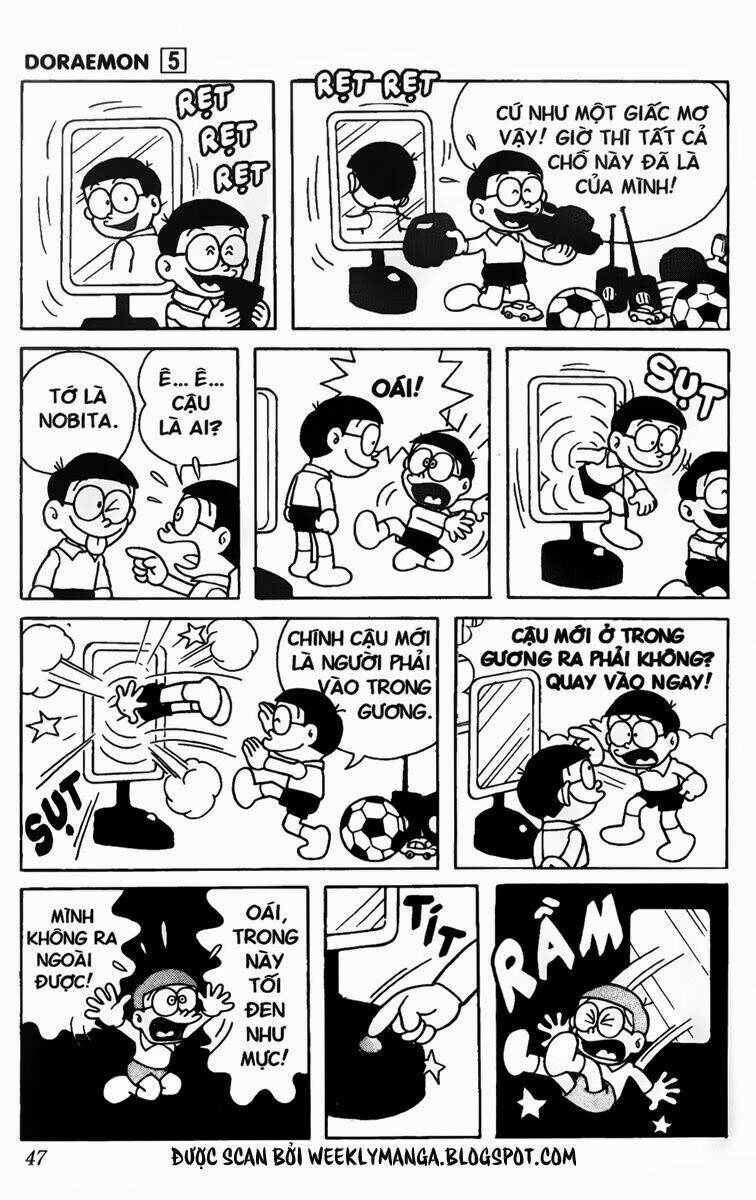 DORAEMON 5
RẸT
RẸT
RẸT
RẸT RẸT
CỨ NHƯ MỘT GIẤC MƠ
VẬY! GIỜ THÌ TẤT CẢ
CHỖ NÀY ĐÃ LÀ
CỦA MÌNH!
TỚ LÀ
NOBITA.
Ê... Ê...
CẬU
LÀ AI?
OÁI!
SỤT
SỤT
CHÍNH CẬU MỚI
LÀ NGƯỜI PHẢI
VÀO TRONG
GƯƠNG.
CẬU MỚI Ở TRONG
GƯƠNG RA PHẢI KHÔNG?
QUAY VÀO NGAY!
MÌNH
KHÔNG RA
NGOÀI
ĐƯỢC!
OÁI,
TRONG
NÀY
TỐI
ĐEN
NHƯ
MỰC!
TÍT
RẦM
47
ĐƯỢC SCAN BỞI WEEKLYMANGA.BLOGSPOT.COM